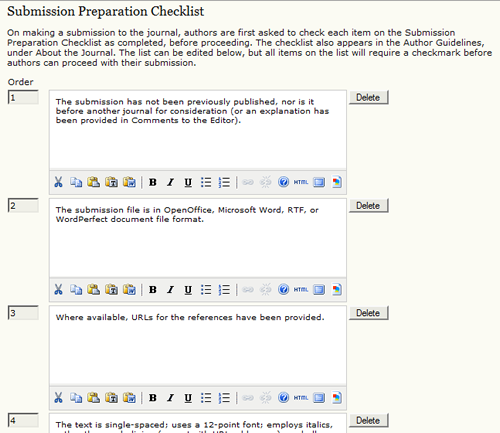 Submission Preparation Checklist
On making a submission to the journal, authors are first asked to check each item on the Submission
Preparation Checklist as completed, before proceeding. The checklist also appears in the Author Guidelines,
under About the Journal. The list can be edited below, but all items on the list will require a checkmark before
authors can proceed with their submission.
Order
1
The submission has not been previously published, nor is it
before another journal for consideration (or an explanation has
been provided in Comments to the Editor).
Delete
B I U HTML
2
The submission file is in OpenOffice, Microsoft Word, RTF, or
WordPerfect document file format.
Delete
B I U HTML
3
Where available, URLs for the references have been provided.
Delete
B I U HTML
4
The text is single-spaced; uses a 12-point font; employs italics,
Delete